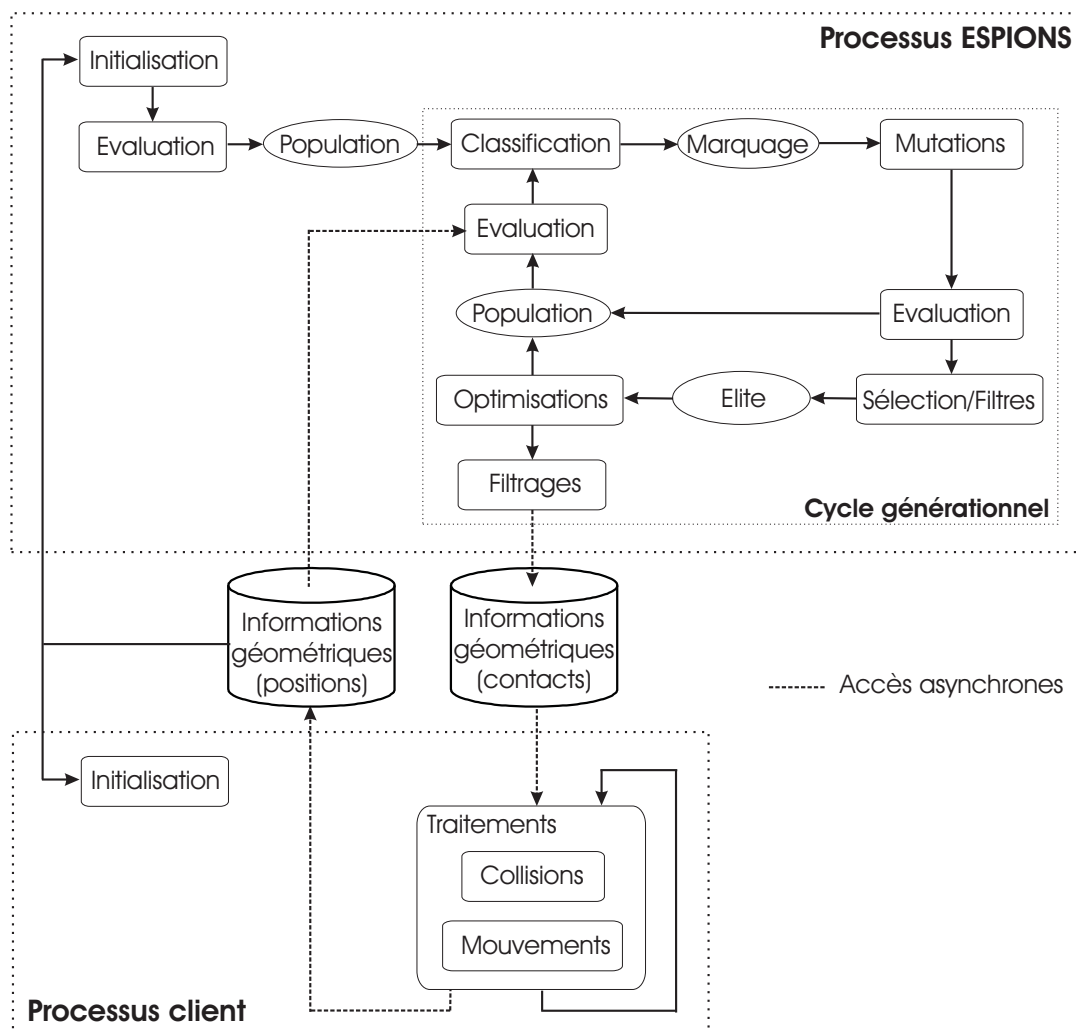 Processus ESPIONS
Initialisation
Evaluation
Population
Classification
Marquage
Mutations
Evaluation
Population
Evaluation
Optimisations
Elite
Sélection/Filtres
Filtrages
Cycle générationnel
Informations
géométriques
(positions)
Informations
géométriques
(contacts)
Accès asynchrones
Initialisation
Traitements
Collisions
Mouvements
Processus client